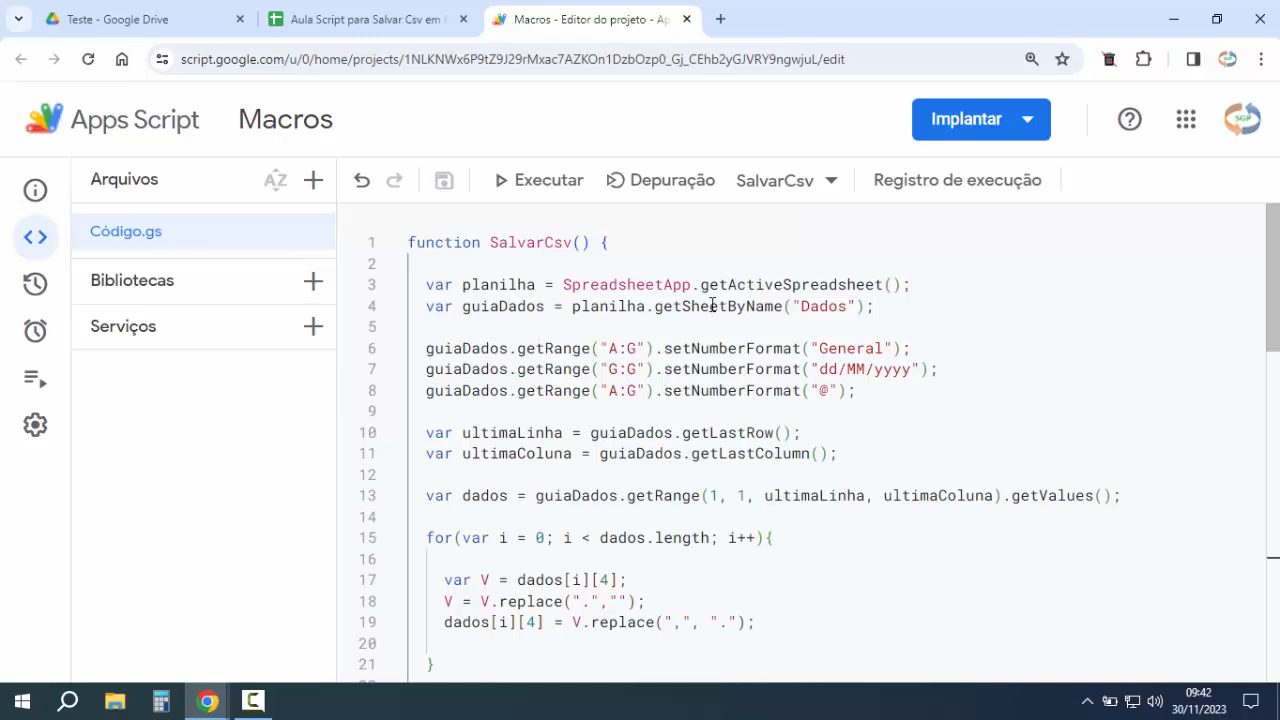 Teste - Google Drive
Aula Script para Salvar Csv em
Macros - Editor do projeto - Ap
script.google.com/u/0/home/projects/1NLKNWx6P9tZ9J29rMxac7AZKOn1DzbOzp0_Gj_CEhb2yGJVRY9ngwjuL/edit
Apps Script Macros
Implantar
SGP
Arquivos
AZ
Executar
Depuração
SalvarCsv
Registro de execução
Código.gs
Bibliotecas
Serviços
1 function SalvarCsv() {
2
3 var planilha = SpreadsheetApp.getActiveSpreadsheet();
4 var guiaDados = planilha.getSheetByName("Dados");
5
6 guiaDados.getRange("A:G").setNumberFormat("General");
7 guiaDados.getRange("G:G").setNumberFormat("dd/MM/yyyy");
8 guiaDados.getRange("A:G").setNumberFormat("@");
9
10 var ultimaLinha = guiaDados.getLastRow();
11 var ultimaColuna = guiaDados.getLastColumn();
12
13 var dados = guiaDados.getRange(1, 1, ultimaLinha, ultimaColuna).getValues();
14
15 for(var i = 0; i < dados.length; i++){
16
17 var V = dados[i][4];
18 V = V.replace(".","");
19 dados[i][4] = V.replace(",", ".");
20
21 }
09:42
30/11/2023